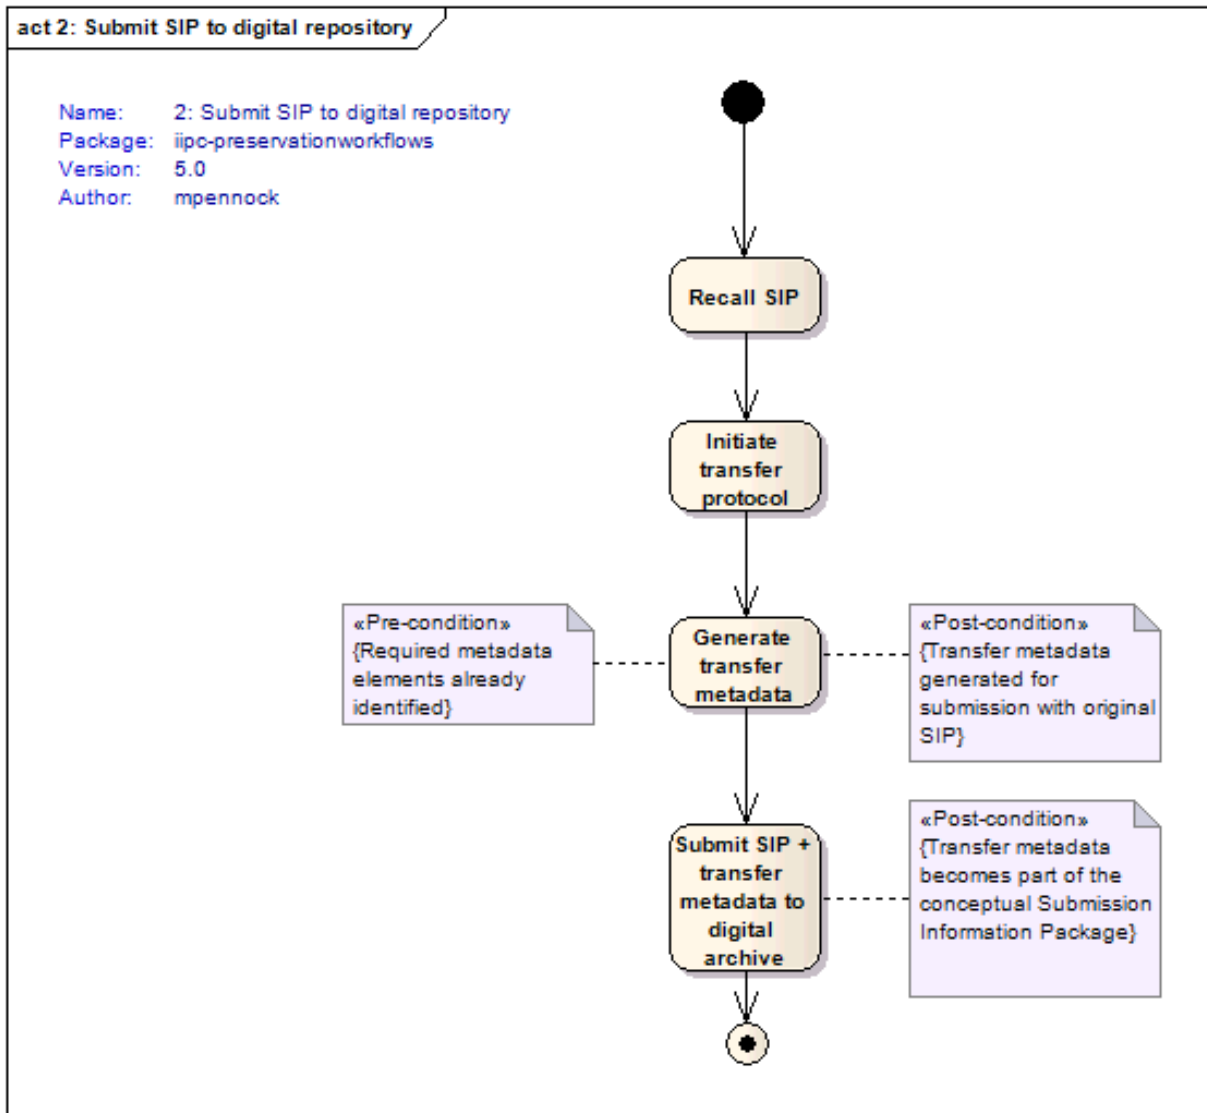 act 2: Submit SIP to digital repository
Name: 2: Submit SIP to digital repository
Package: iipc-preservationworkflows
Version: 5.0
Author: mpennock
Recall SIP
Initiate
transfer
protocol
«Pre-condition»
{Required metadata
elements already
identified}
Generate
transfer
metadata
«Post-condition»
{Transfer metadata
generated for
submission with original
SIP}
Submit SIP +
transfer
metadata to
digital
archive
«Post-condition»
{Transfer metadata
becomes part of the
conceptual Submission
Information Package}